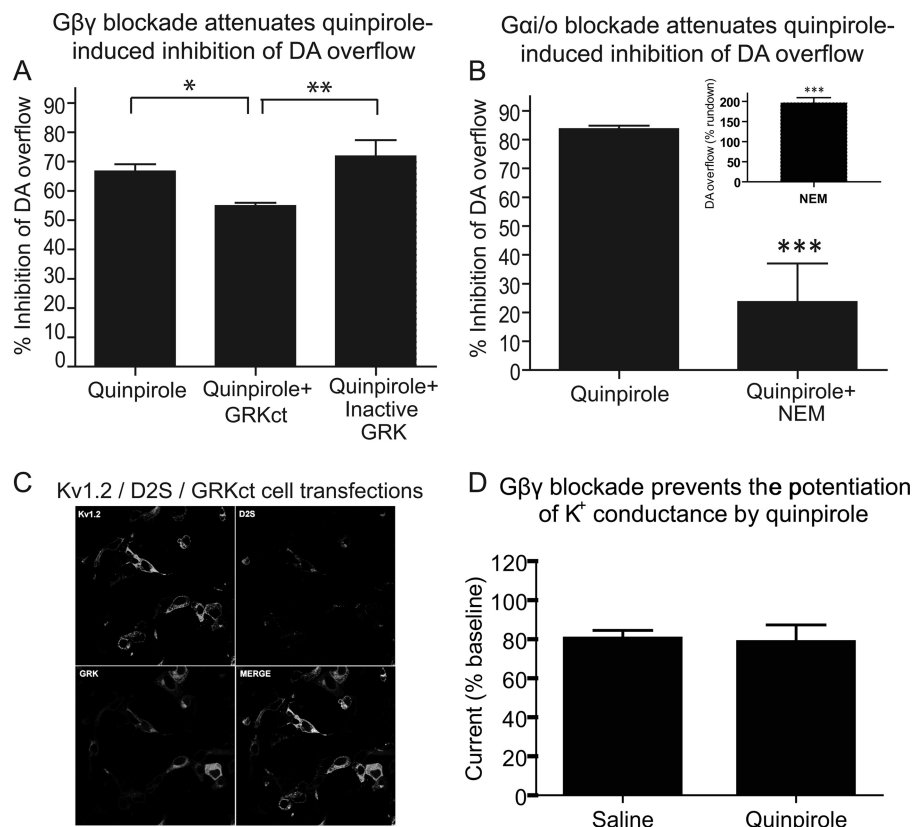 Gβγ blockade attenuates quinpirole-
induced inhibition of DA overflow
A
*
**
% Inhibition of DA overflow
90
80
70
60
50
40
30
20
10
0
Quinpirole
Quinpirole+
GRKct
Quinpirole+
Inactive
GRK
Gαi/o blockade attenuates quinpirole-
induced inhibition of DA overflow
B
% Inhibition of DA overflow
90
80
70
60
50
40
30
20
10
0
***
Quinpirole
Quinpirole+
NEM
DA overflow (% rundown)
200
150
100
50
0
***
NEM
C
Kv1.2 / D2S / GRKct cell transfections
Kv1.2
D2S
GRK
MERGE
D
Gβγ blockade prevents the potentiation
of K⁺ conductance by quinpirole
Current (% baseline)
120
100
80
60
40
20
0
Saline
Quinpirole